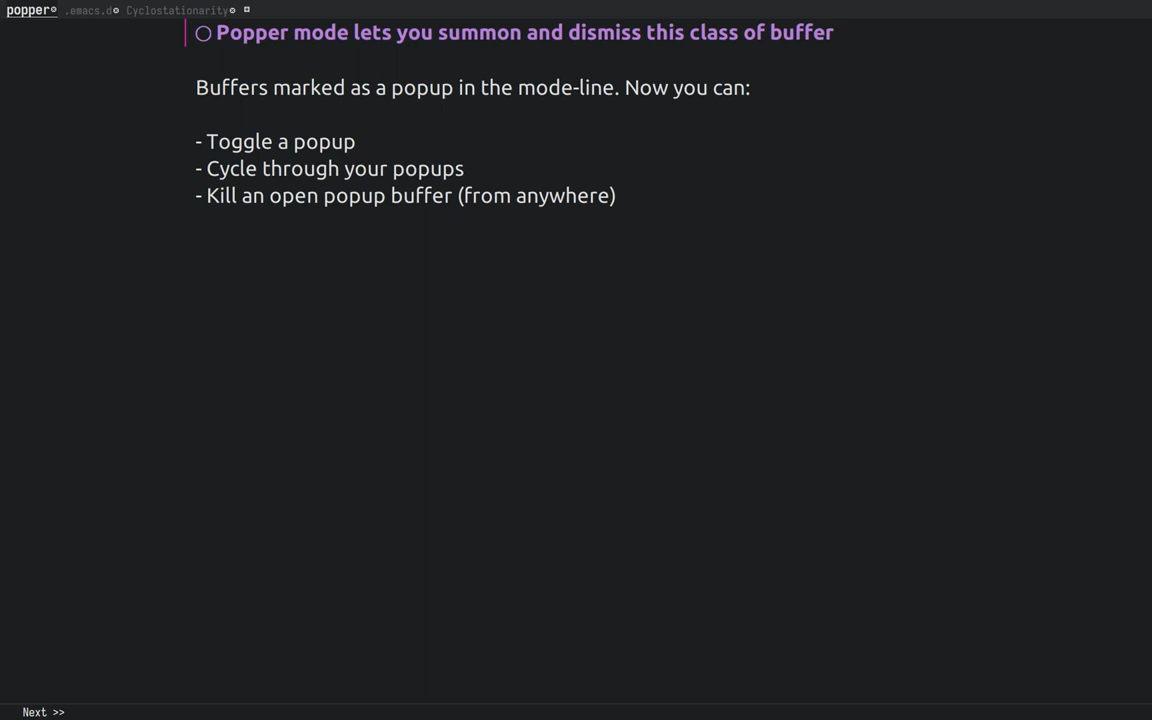 popper .emacs.d Cyclostationarity
Popper mode lets you summon and dismiss this class of buffer
Buffers marked as a popup in the mode-line. Now you can:
- Toggle a popup
- Cycle through your popups
- Kill an open popup buffer (from anywhere)
Next >>